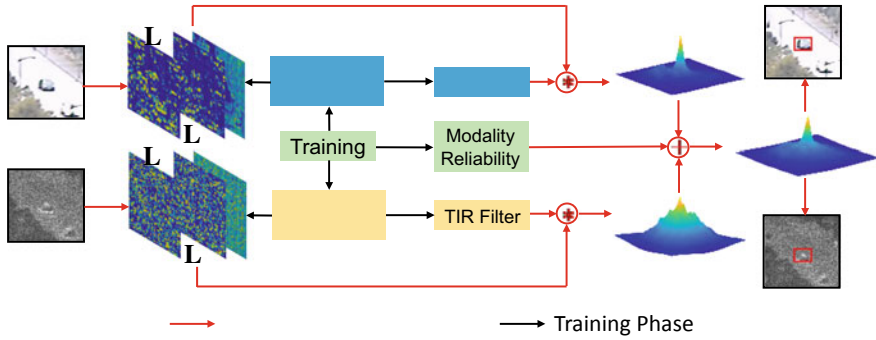 L
L
Training
Modality
Reliability
L
TIR Filter
L
Training Phase